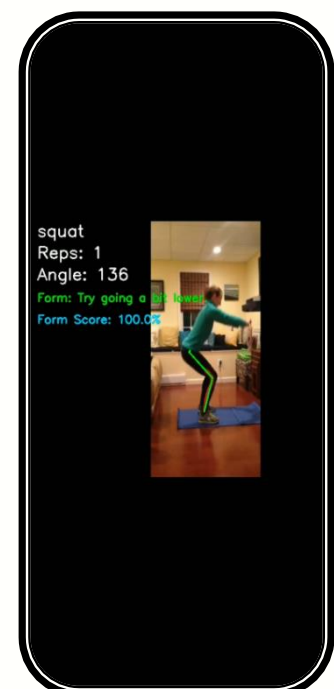 squat
Reps: 1
Angle: 136
Form: Try going a bit lower
Form Score: 100.0%